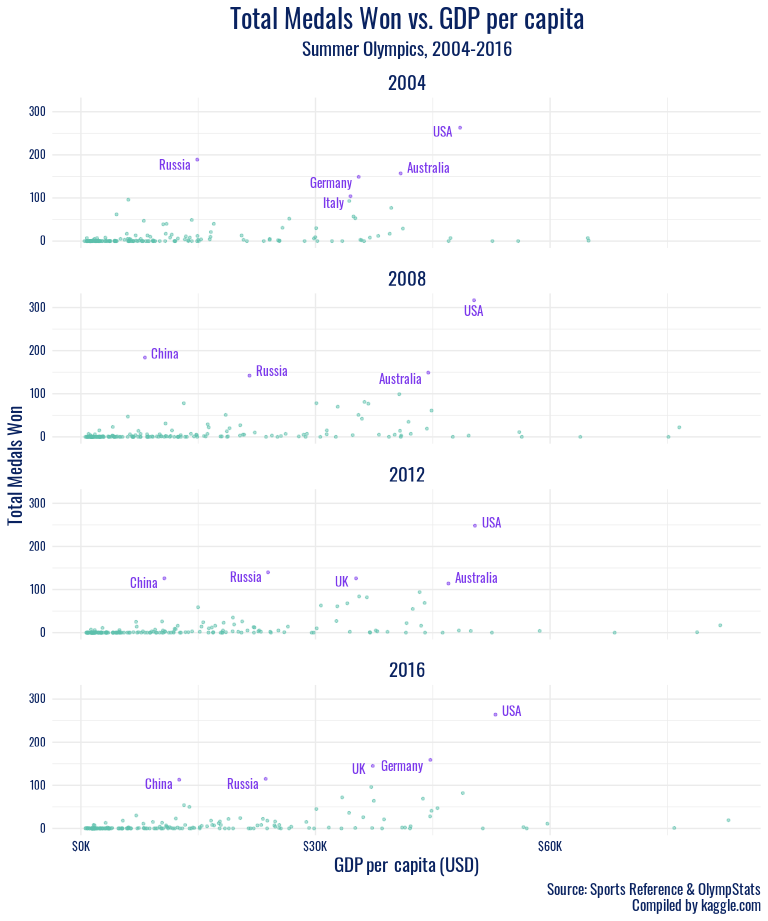 Total Medals Won vs. GDP per capita
Summer Olympics, 2004-2016
2004
300
200
100
0
USA
Russia
Australia
Germany
Italy
2008
300
200
100
0
USA
China
Russia
Australia
Total Medals Won
2012
300
200
100
0
USA
China
Russia
UK
Australia
2016
300
200
100
0
USA
UK
Germany
China
Russia
$0K
$30K
$60K
GDP per capita (USD)
Source: Sports Reference & OlympStats
Compiled by kaggle.com